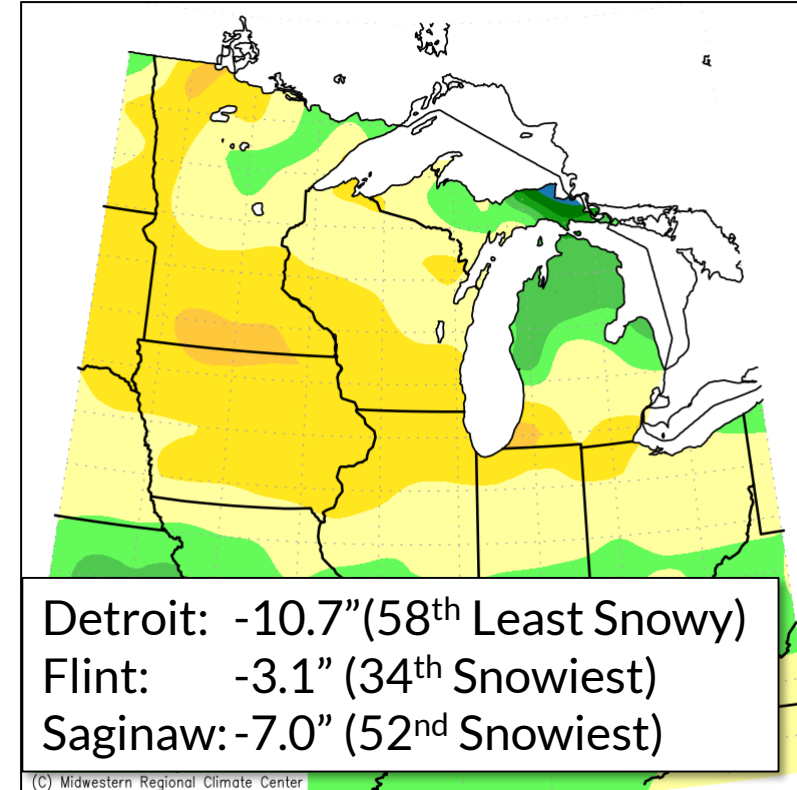 Detroit: -10.7”(58th Least Snowy)
Flint: -3.1” (34th Snowiest)
Saginaw: -7.0” (52nd Snowiest)
(C) Midwestern Regional Climate Center